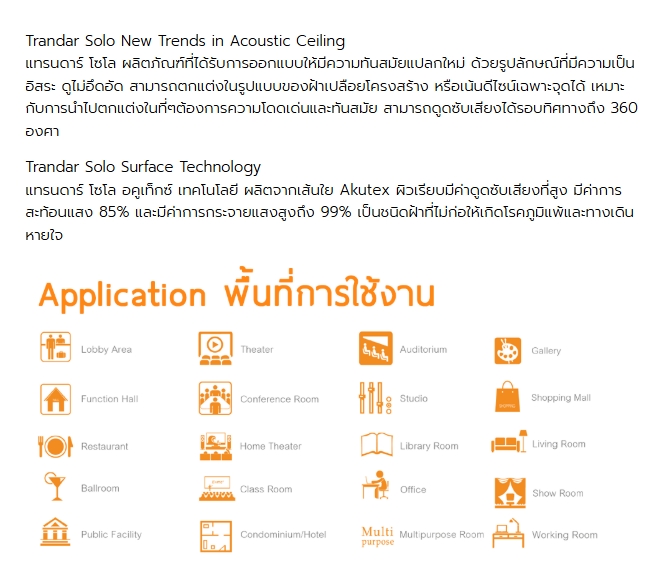 Trandar Solo New Trends in Acoustic Ceiling
แทรนดาร์ โซโล ผลิตภัณฑ์ที่ได้รับการออกแบบให้มีความทันสมัยแปลกใหม่ ด้วยรูปลักษณ์ที่มีความเป็น
อิสระ ดูไม่อึดอัด สามารถตกแต่งในรูปแบบของฝ้าเปลือยโครงสร้าง หรือเน้นดีไซน์เฉพาะจุดได้ เหมาะ
กับการนำไปตกแต่งในที่ๆต้องการความโดดเด่นและทันสมัย สามารถดูดซับเสียงได้รอบทิศทางถึง 360
องศา
Trandar Solo Surface Technology
แทรนดาร์ โซโล อคูเท็กซ์ เทคโนโลยี ผลิตจากเส้นใย Akutex ผิวเรียบมีค่าดูดซับเสียงที่สูง มีค่าการ
สะท้อนแสง 85% และมีค่าการกระจายแสงสูงถึง 99% เป็นชนิดฝ้าที่ไม่ก่อให้เกิดโรคภูมิแพ้และทางเดิน
หายใจ
Application พื้นที่การใช้งาน
Lobby Area
Theater
Auditorium
Gallery
Function Hall
Conference Room
Studio
Shopping Mall
Restaurant
Home Theater
Library Room
Living Room
Ballroom
Class Room
Office
Show Room
Public Facility
Condominium/Hotel
Multi
purpose
Multipurpose Room
Working Room